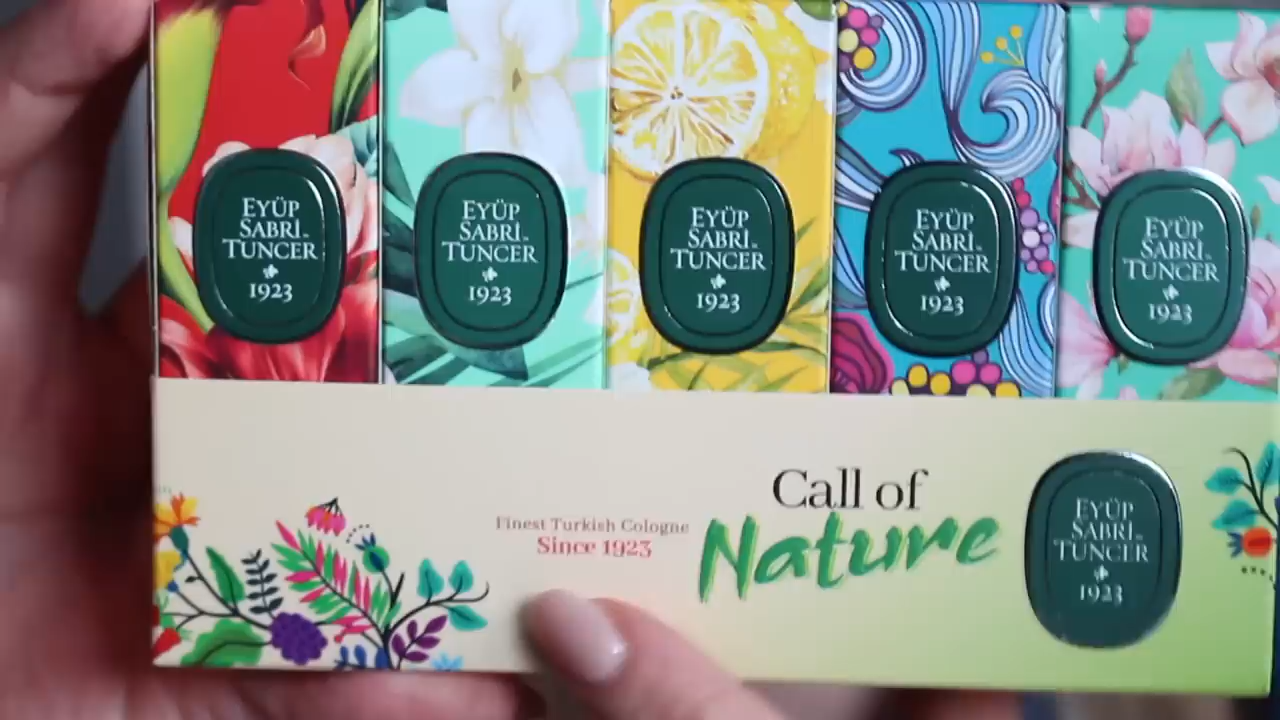 EYÜP
SABRİ
TUNCER
1923
EYÜP
SABRİ
TUNCER
1923
EYÜP
SABRİ
TUNCER
1923
EYÜP
SABRİ
TUNCER
1923
EYÜP
SABRİ
TUNCER
1923
Finest Turkish Cologne
Since 1923
Call of
Nature
EYÜP
SABRİ
TUNCER
1923